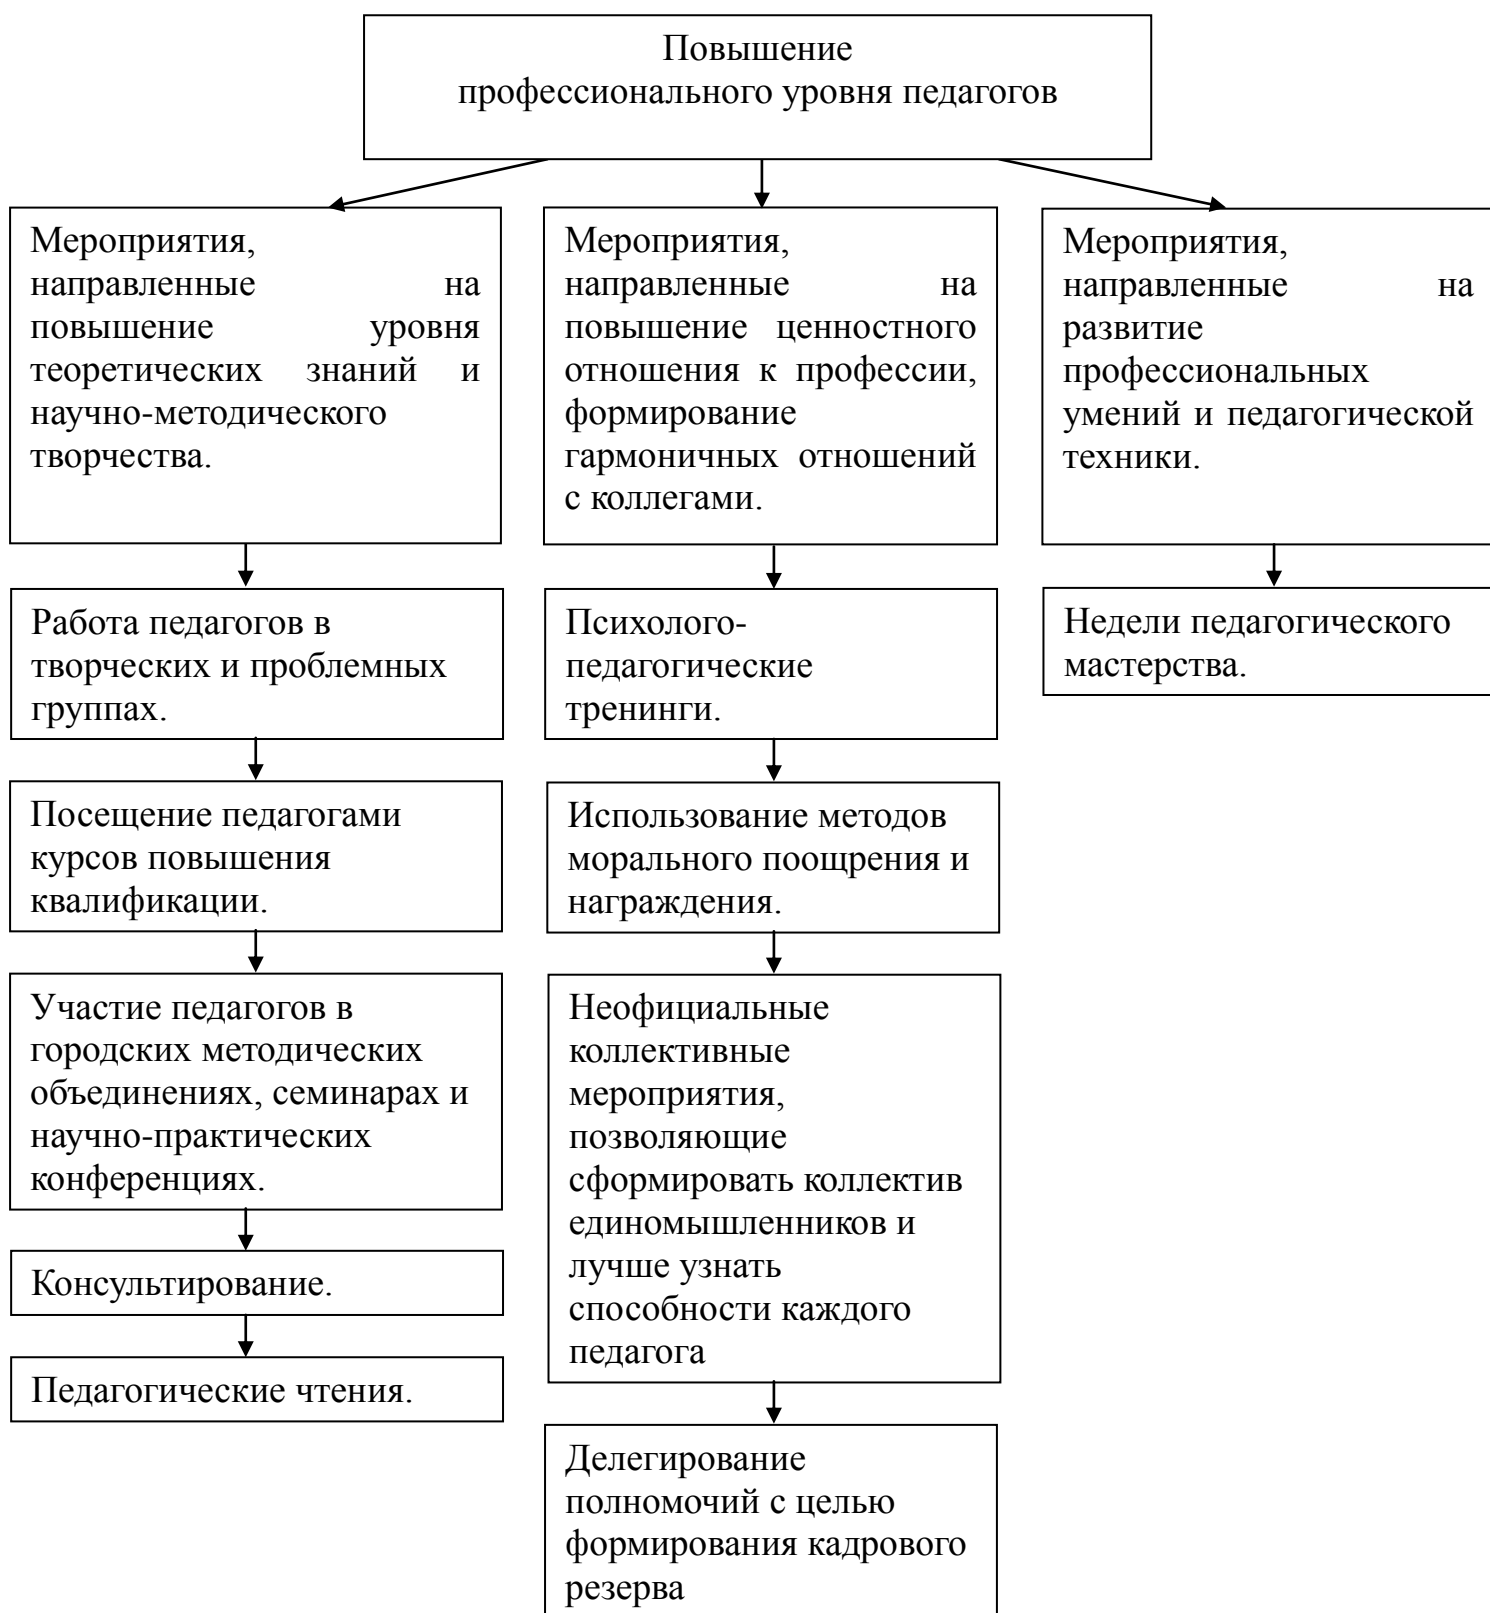 Повышение
профессионального уровня педагогов
Мероприятия,
направленные на
повышение уровня
теоретических знаний и
научно-методического
творчества.
Работа педагогов в
творческих и проблемных
группах.
Посещение педагогами
курсов повышения
квалификации.
Участие педагогов в
городских методических
объединениях, семинарах и
научно-практических
конференциях.
Консультирование.
Педагогические чтения.
Мероприятия,
направленные на
повышение ценностного
отношения к профессии,
формирование
гармоничных отношений
с коллегами.
Психолого-
педагогические
тренинги.
Использование методов
морального поощрения и
награждения.
Неофициальные
коллективные
мероприятия,
позволяющие
сформировать коллектив
единомышленников и
лучше узнать
способности каждого
педагога
Делегирование
полномочий с целью
формирования кадрового
резерва
Мероприятия,
направленные на
развитие
профессиональных
умений и педагогической
техники.
Недели педагогического
мастерства.